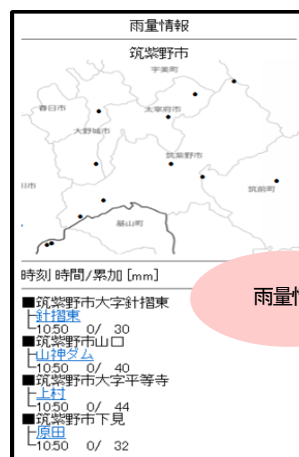 雨量情報
筑紫野市
宇美町
春日市
太宰府市
大野城市
筑紫野市
筑前町
基山町
時刻 時間/累加 [mm]
雨量情
■筑紫野市大字針摺東
├針摺東
└10:50 0/ 30
■筑紫野市山口
├山神ダム
└10:50 0/ 40
■筑紫野市大字平等寺
├上村
└10:50 0/ 44
■筑紫野市下見
├原田
└10:50 0/ 32